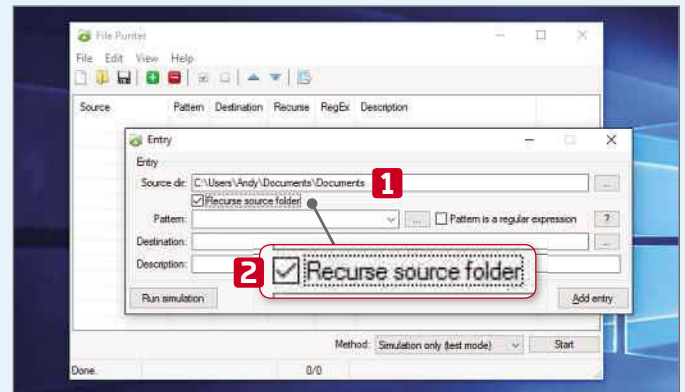 File Punter
File Edit View Help
Source Pattern Destination Recurse RegEx Description
Entry
Entry
Source dir: C:\Users\Andy\Documents\Documents 1 ...
Recurse source folder
Pattern: ... Pattern is a regular expression ?
Destination: ...
2 Recurse source folder
Description:
Run simulation Add entry
Method: Simulation only (test mode) Start
Done. 0/0